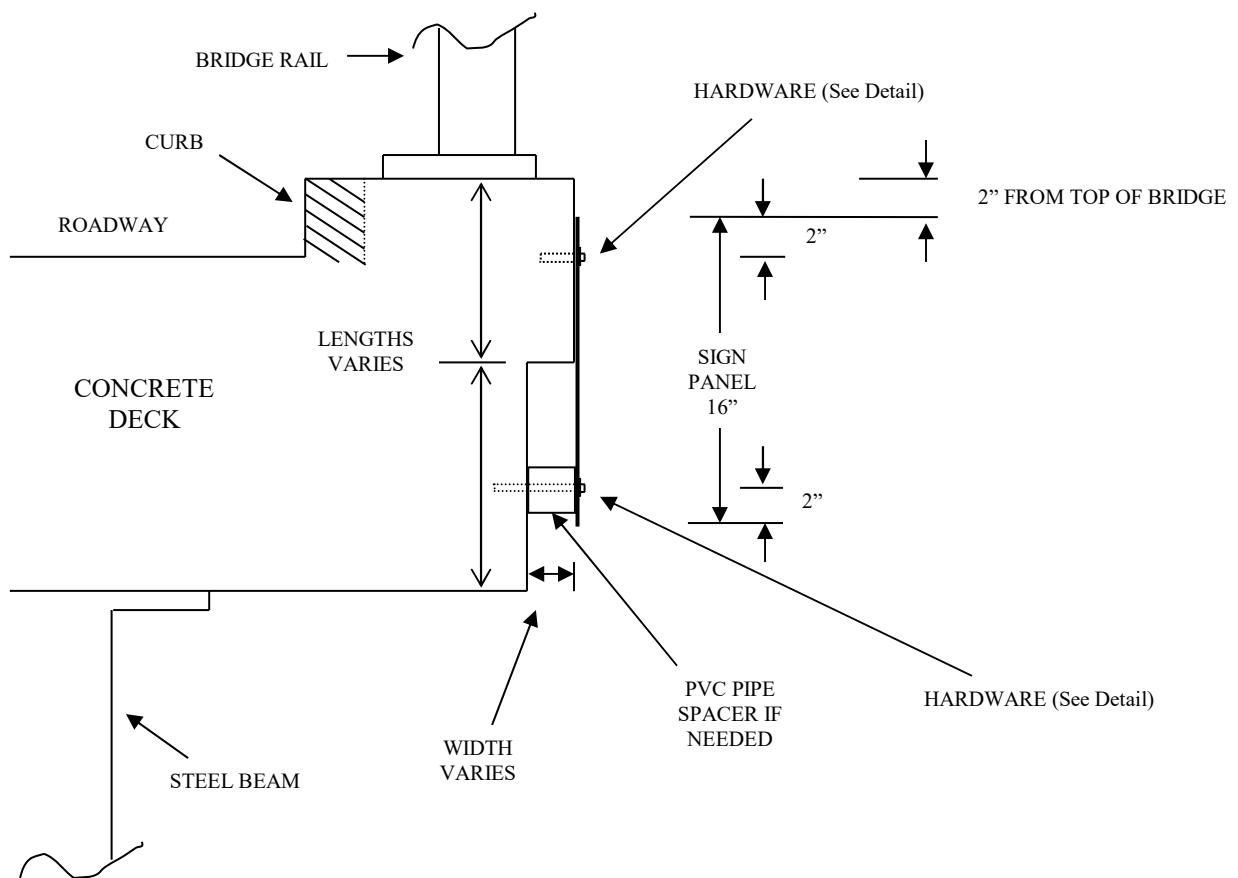 BRIDGE RAIL
HARDWARE (See Detail)
CURB
2” FROM TOP OF BRIDGE
ROADWAY
2”
LENGTHS
VARIES
SIGN
PANEL
16”
CONCRETE
DECK
2”
PVC PIPE
SPACER IF
NEEDED
HARDWARE (See Detail)
WIDTH
VARIES
STEEL BEAM